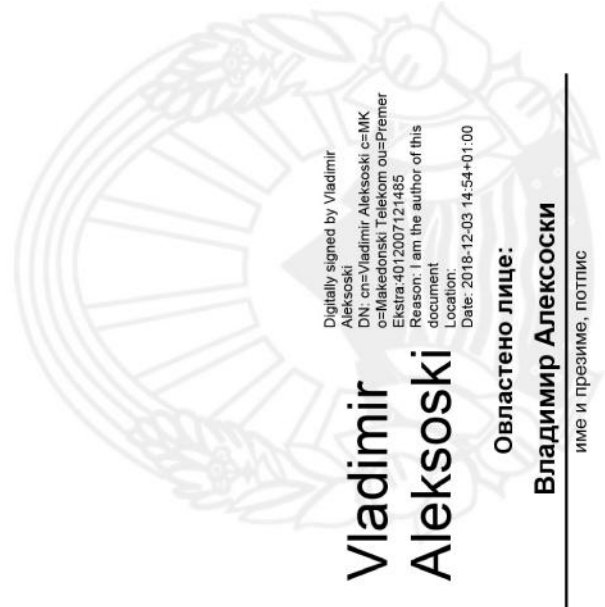 Vladimir
Aleksoski
Digitally signed by Vladimir
Aleksoski
DN: cn=Vladimir Aleksoski c=MK
o=Makedonski Telekom ou=Premer
Ekstra:4012007121485
Reason: I am the author of this
document
Location:
Date: 2018-12-03 14:54+01:00
Овластено лице:
Владимир Алексоски
име и презиме, потпис